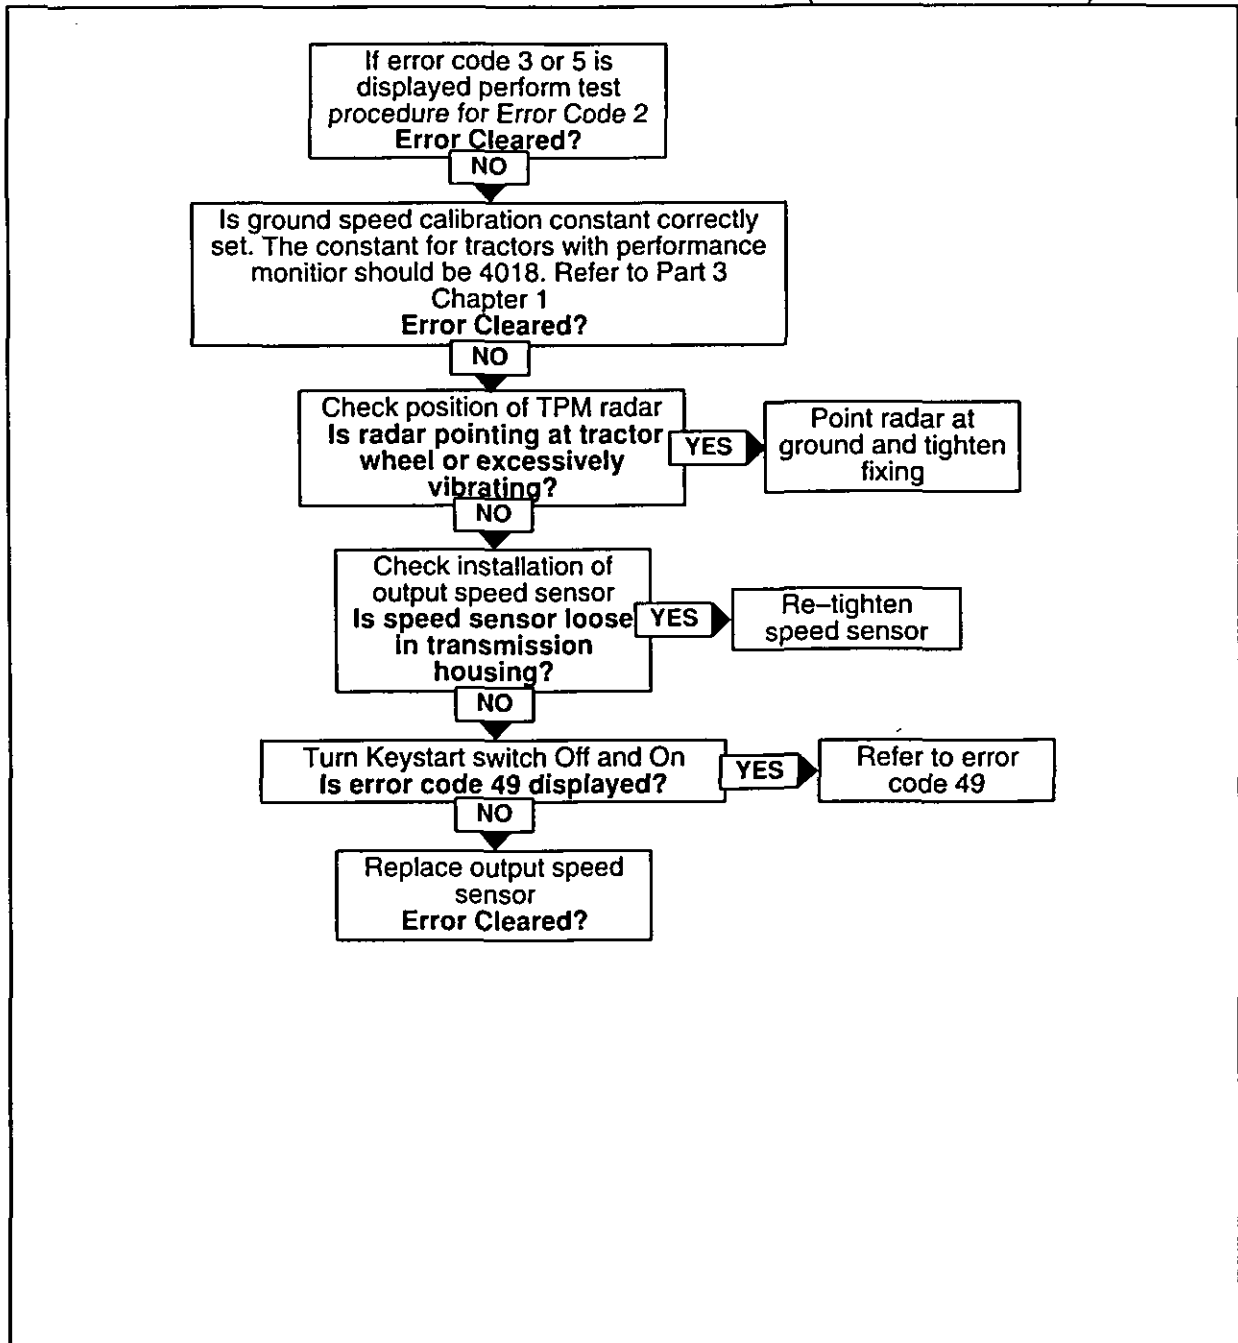 If error code 3 or 5 is
displayed perform test
procedure for Error Code 2
Error Cleared?
NO
Is ground speed calibration constant correctly
set. The constant for tractors with performance
monitior should be 4018. Refer to Part 3
Chapter 1
Error Cleared?
NO
Check position of TPM radar
Is radar pointing at tractor
wheel or excessively
vibrating?
YES
Point radar at
ground and tighten
fixing
NO
Check installation of
output speed sensor
Is speed sensor loose
in transmission
housing?
YES
Re–tighten
speed sensor
NO
Turn Keystart switch Off and On
Is error code 49 displayed?
YES
Refer to error
code 49
NO
Replace output speed
sensor
Error Cleared?